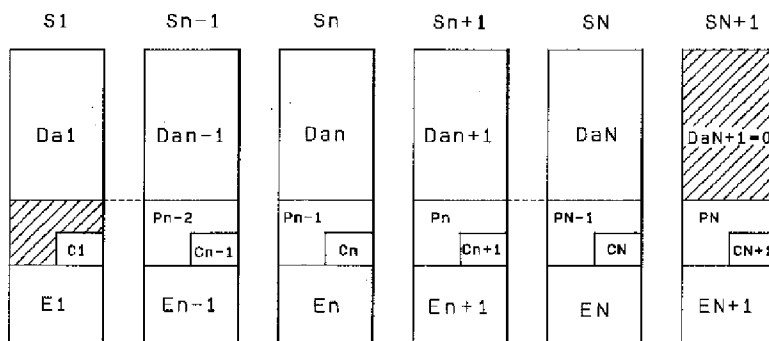 S1 Sn-1 Sn Sn+1 SN SN+1
Da1 Dan-1 Dan Dan+1 DaN DaN+1=0
Pn-2 Pn-1 Pn PN-1 PN
C1 Cn-1 Cn Cn+1 CN CN+1
E1 En-1 En En+1 EN EN+1